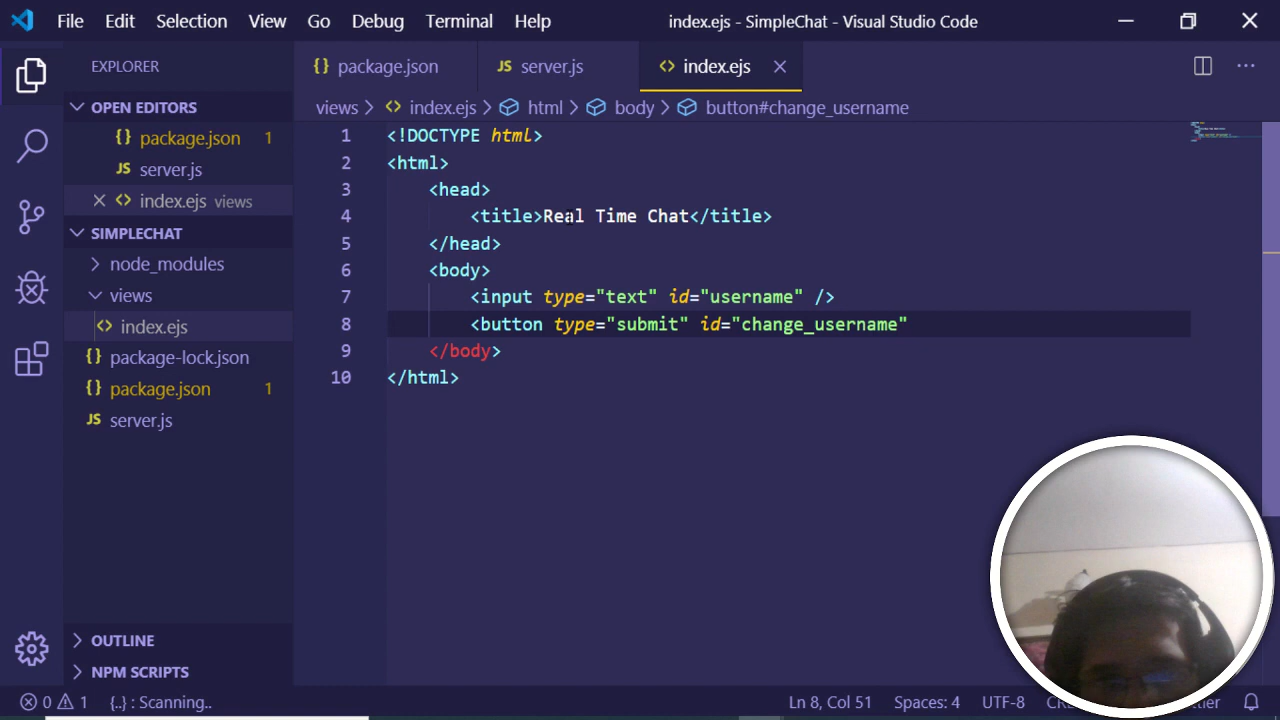 File Edit Selection View Go Debug Terminal Help
index.ejs - SimpleChat - Visual Studio Code
EXPLORER
OPEN EDITORS
{} package.json 1
JS server.js
<> index.ejs views
SIMPLECHAT
node_modules
views
<> index.ejs
{} package-lock.json
{} package.json 1
JS server.js
OUTLINE
NPM SCRIPTS
{} package.json
JS server.js
<> index.ejs
views > <> index.ejs > html > body > button#change_username
1 <!DOCTYPE html>
2 <html>
3 <head>
4 <title>Real Time Chat</title>
5 </head>
6 <body>
7 <input type="text" id="username" />
8 <button type="submit" id="change_username"
9 </body>
10 </html>
0 1 {..} : Scanning..
Ln 8, Col 51 Spaces: 4 UTF-8